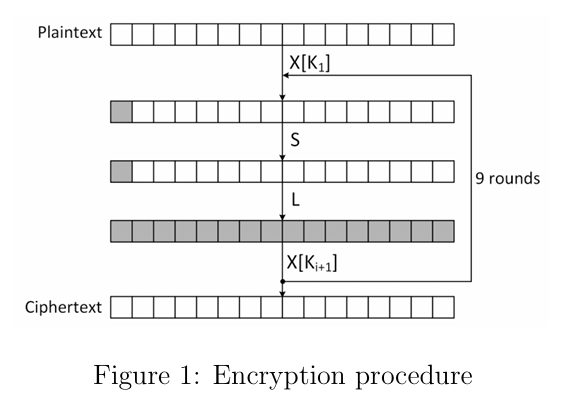 Plaintext
X[K₁]
S
L
9 rounds
X[Kᵢ₊₁]
Ciphertext
Figure 1: Encryption procedure